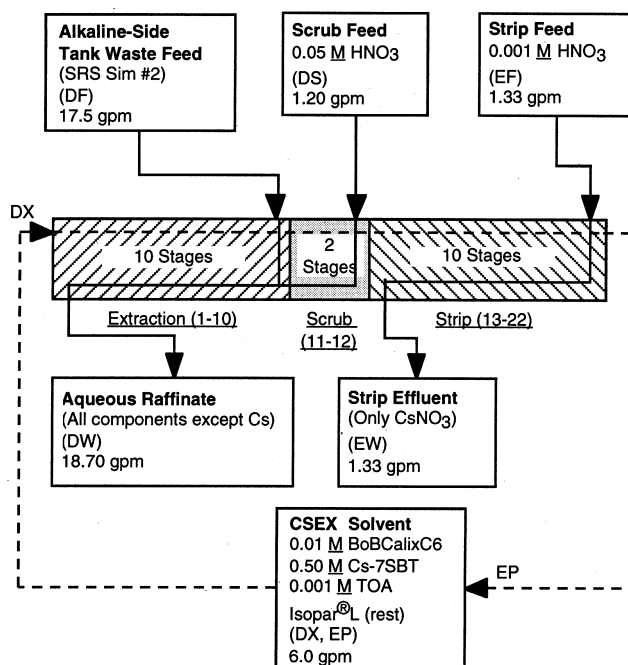 Alkaline-Side
Tank Waste Feed
(SRS Sim #2)
(DF)
17.5 gpm
Scrub Feed
0.05 M HNO3
(DS)
1.20 gpm
Strip Feed
0.001 M HNO3
(EF)
1.33 gpm
DX
10 Stages
2
Stages
10 Stages
Extraction (1-10)
Scrub
(11-12)
Strip (13-22)
Aqueous Raffinate
(All components except Cs)
(DW)
18.70 gpm
Strip Effluent
(Only CsNO3)
(EW)
1.33 gpm
CSEX Solvent
0.01 M BoBCalixC6
0.50 M Cs-7SBT
0.001 M TOA
Isopar®L (rest)
(DX, EP)
6.0 gpm
EP